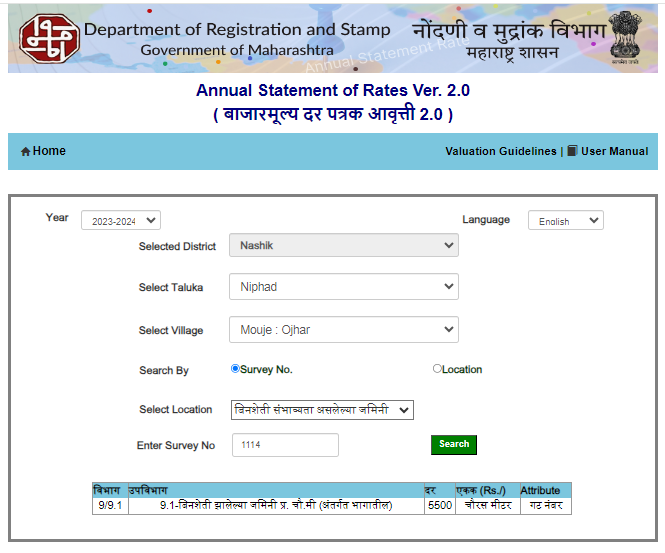 Department of Registration and Stamp
Government of Maharashtra
नोंदणी व मुद्रांक विभाग
महाराष्ट्र शासन
Annual Statement Rate
Annual Statement of Rates Ver. 2.0
( बाजारमूल्य दर पत्रक आवृत्ती 2.0 )
Home
Valuation Guidelines | User Manual
Year 2023-2024 Language English
Selected District Nashik
Select Taluka Niphad
Select Village Mouje : Ojhar
Search By Survey No. Location
Select Location बिनशेती संभाव्यता असलेल्या जमिनी
Enter Survey No 1114 Search
विभाग उपविभाग दर एकक (Rs./) Attribute
9/9.1 9.1-बिनशेती झालेल्या जमिनी प्र. चौ.मी (अंतर्गत भागातील) 5500 चौरस मीटर गट नंबर